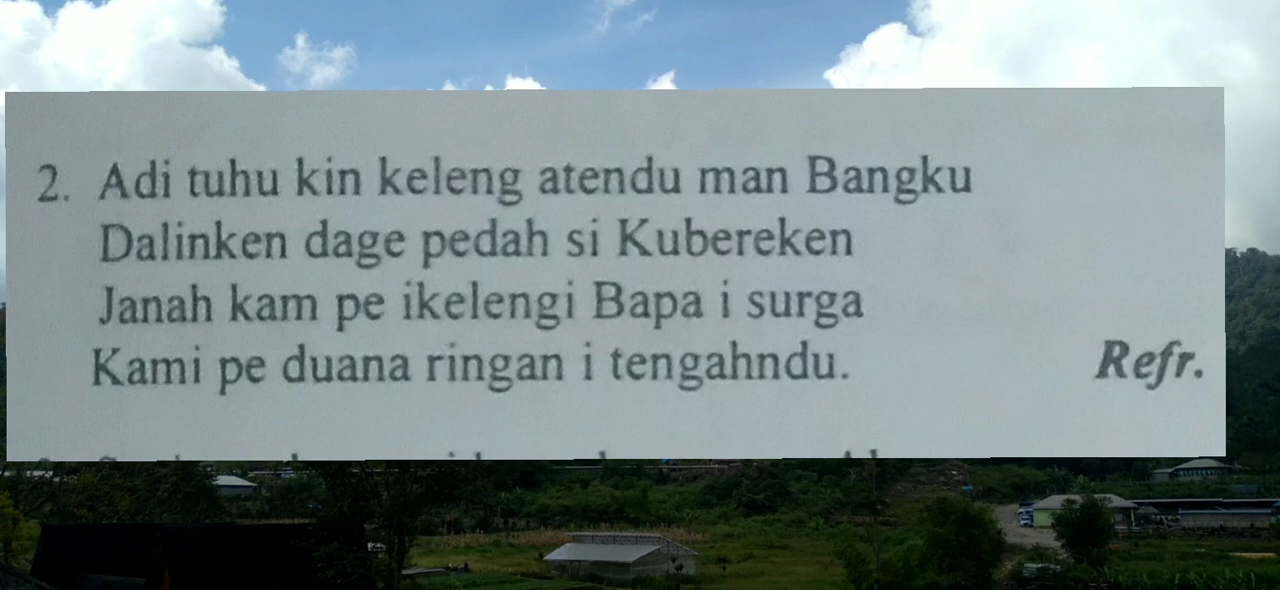 2. Adi tuhu kin keleng atendu man Bangku
Dalinken dage pedah si Kubereken
Janah kam pe ikelengi Bapa i surga
Kami pe duana ringan i tengahndu.
Refr.